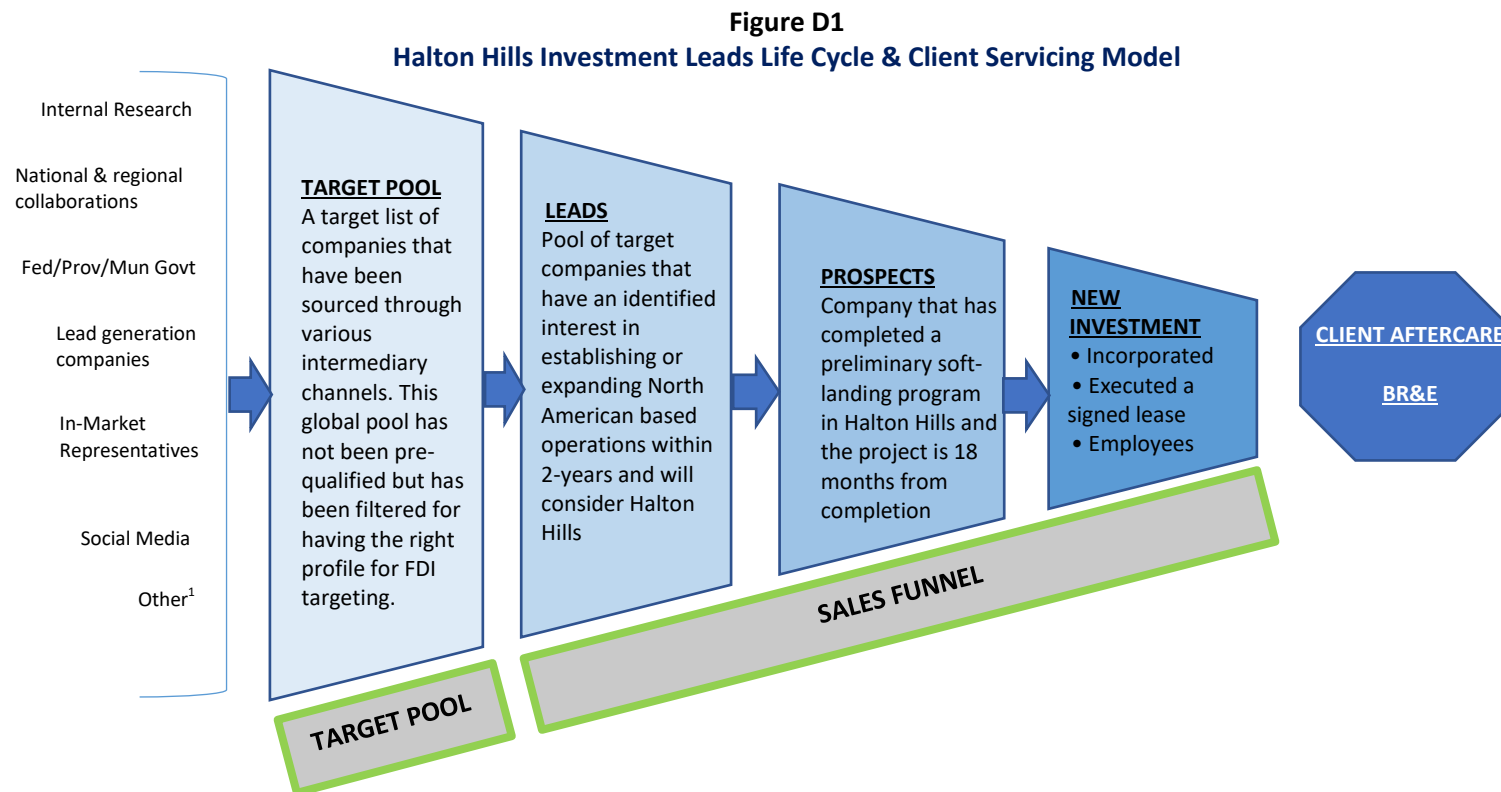 Figure D1
Halton Hills Investment Leads Life Cycle & Client Servicing Model
Internal Research
National & regional
collaborations
Fed/Prov/Mun Govt
Lead generation
companies
In-Market
Representatives
Social Media
Other1
TARGET POOL
A target list of
companies that
have been
sourced through
various
intermediary
channels. This
global pool has
not been pre-
qualified but has
been filtered for
having the right
profile for FDI
targeting.
LEADS
Pool of target
companies that
have an identified
interest in
establishing or
expanding North
American based
operations within
2-years and will
consider Halton
Hills
PROSPECTS
Company that has
completed a
preliminary soft-
landing program
in Halton Hills and
the project is 18
months from
completion
NEW
INVESTMENT
• Incorporated
• Executed a
signed lease
• Employees
CLIENT AFTERCARE
BR&E
TARGET POOL
SALES FUNNEL